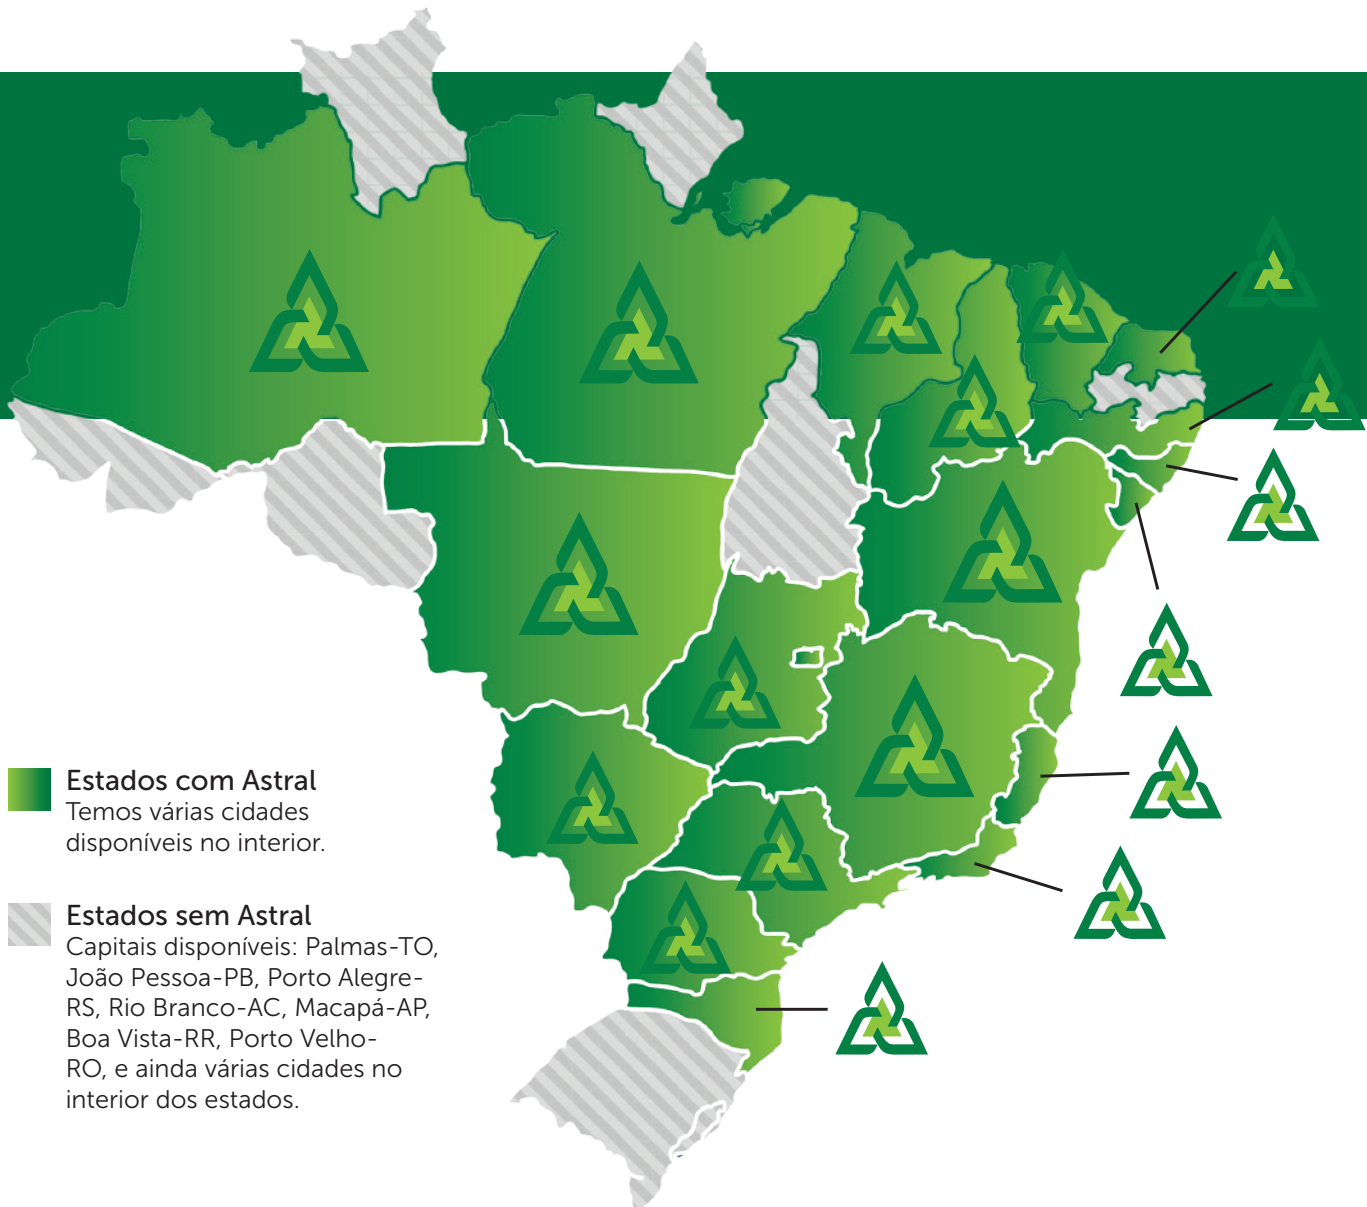 Estados com Astral
Temos várias cidades
disponíveis no interior.
Estados sem Astral
Capitais disponíveis: Palmas-TO,
João Pessoa-PB, Porto Alegre-
RS, Rio Branco-AC, Macapá-AP,
Boa Vista-RR, Porto Velho-
RO, e ainda várias cidades no
interior dos estados.